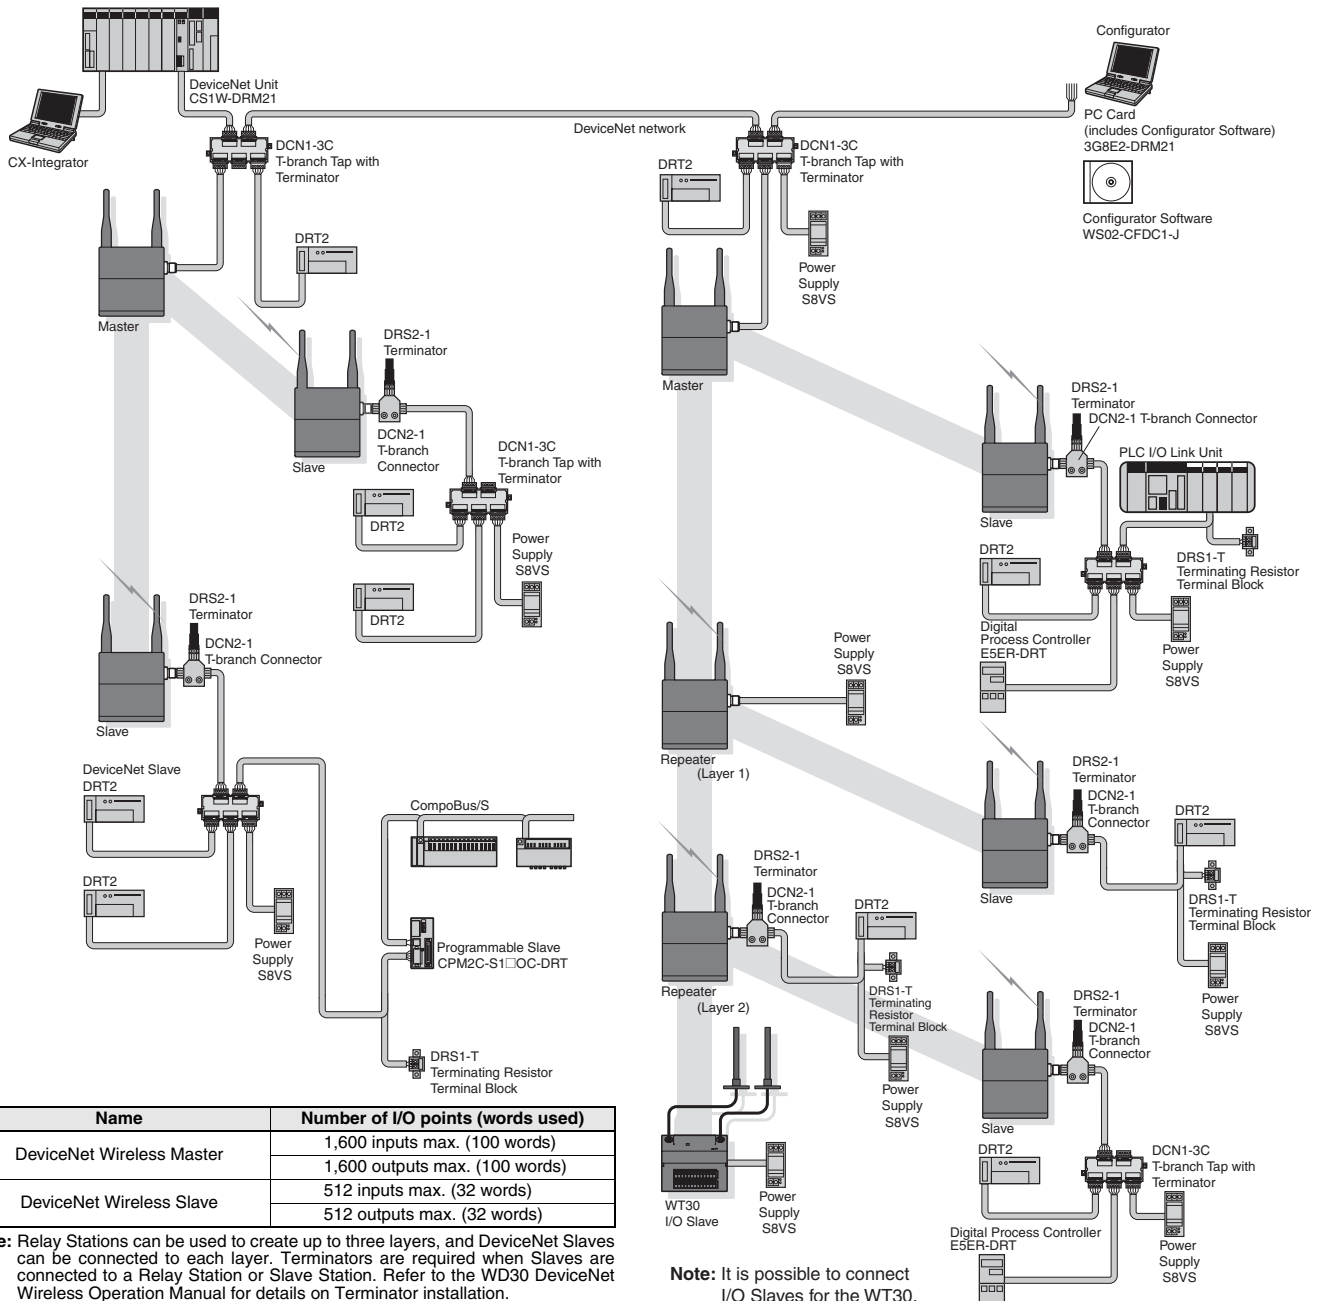 DeviceNet Unit
CS1W-DRM21
CX-Integrator
DCN1-3C
T-branch Tap with
Terminator
DeviceNet network
DRT2
DCN1-3C
T-branch Tap with
Terminator
Configurator
PC Card
(includes Configurator Software)
3G8E2-DRM21
Configurator Software
WS02-CFDC1-J
DRT2
Master
Power
Supply
S8VS
Master
DRS2-1
Terminator
DCN2-1
T-branch
Connector
Slave
DCN1-3C
T-branch Tap with
Terminator
DRT2
DRT2
Power
Supply
S8VS
DRS2-1
Terminator
DCN2-1 T-branch Connector
PLC I/O Link Unit
Slave
DRT2
DRS1-T
Terminating Resistor
Terminal Block
Digital
Process Controller
E5ER-DRT
Power
Supply
S8VS
DRS2-1
Terminator
DCN2-1
T-branch Connector
Slave
DeviceNet Slave
DRT2
DRT2
Power
Supply
S8VS
CompoBus/S
Programmable Slave
CPM2C-S1□OC-DRT
DRS1-T
Terminating Resistor
Terminal Block
Power
Supply
S8VS
Repeater
(Layer 1)
DRS2-1
Terminator
DCN2-1
T-branch
Connector
DRT2
Slave
DRS1-T
Terminating Resistor
Terminal Block
Power
Supply
S8VS
DRS2-1
Terminator
DCN2-1
T-branch
Connector
DRT2
Repeater
(Layer 2)
DRS1-T
Terminating
Resistor
Terminal Block
Power
Supply
S8VS
DRS2-1
Terminator
DCN2-1
T-branch
Connector
Slave
DRT2
DCN1-3C
T-branch Tap with
Terminator
Digital Process Controller
E5ER-DRT
Power
Supply
S8VS
WT30
I/O Slave
Power
Supply
S8VS
Name Number of I/O points (words used)
DeviceNet Wireless Master 1,600 inputs max. (100 words)
1,600 outputs max. (100 words)
DeviceNet Wireless Slave 512 inputs max. (32 words)
512 outputs max. (32 words)
e: Relay Stations can be used to create up to three layers, and DeviceNet Slaves
can be connected to each layer. Terminators are required when Slaves are
connected to a Relay Station or Slave Station. Refer to the WD30 DeviceNet
Wireless Operation Manual for details on Terminator installation.
Note: It is possible to connect
I/O Slaves for the WT30.